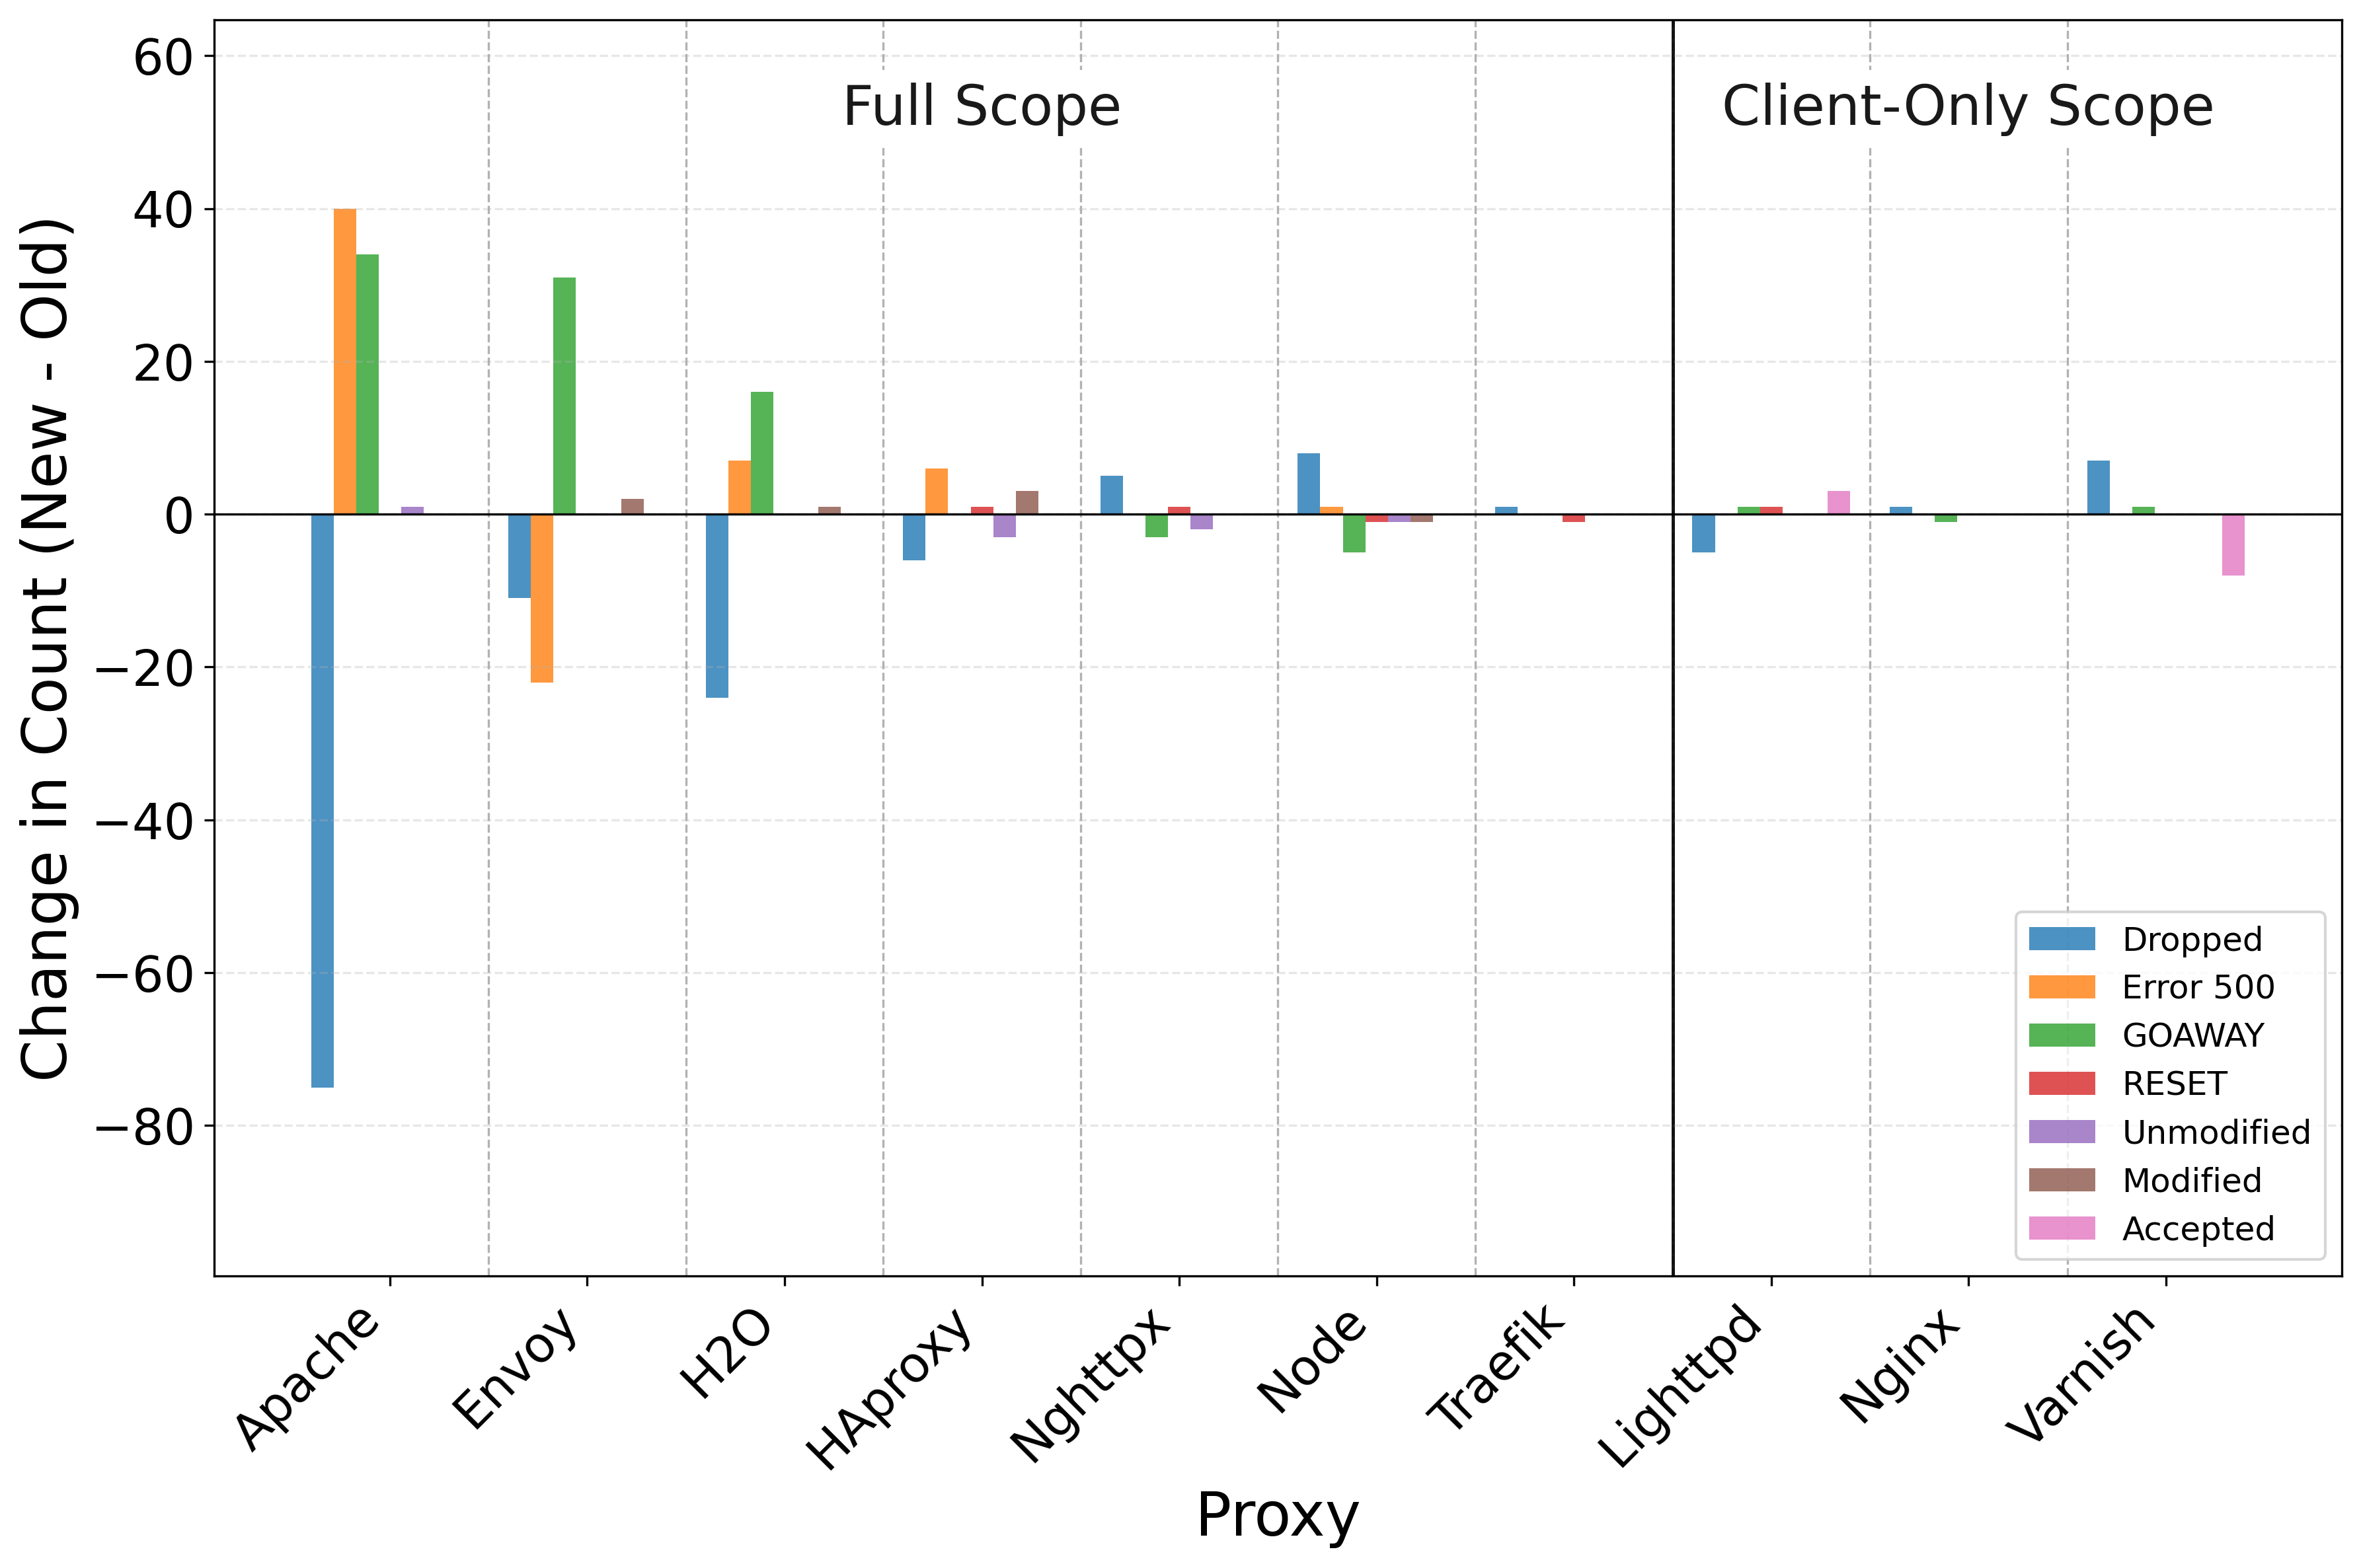 Change in Count (New - Old)
60
40
20
0
−20
−40
−60
−80
Full Scope
Client-Only Scope
Dropped
Error 500
GOAWAY
RESET
Unmodified
Modified
Accepted
Apache
Envoy
H2O
HAproxy
Nghttpx
Node
Traefik
Lighttpd
Nginx
Varnish
Proxy